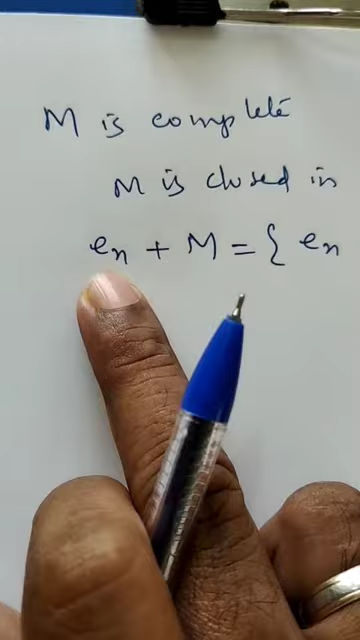 M is complete
M is closed in
en + M = { en